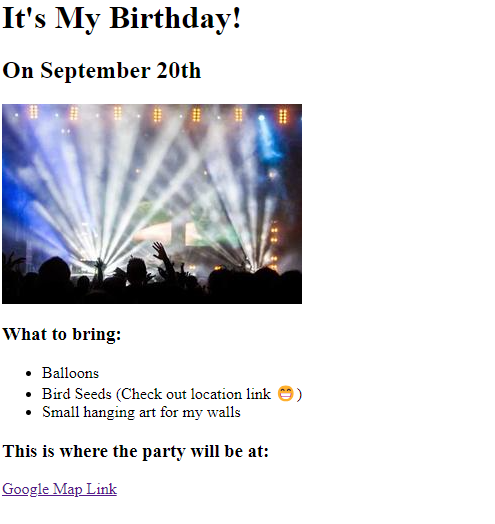 It's My Birthday!
On September 20th
What to bring:
Balloons
Bird Seeds (Check out location link 😁)
Small hanging art for my walls
This is where the party will be at:
Google Map Link